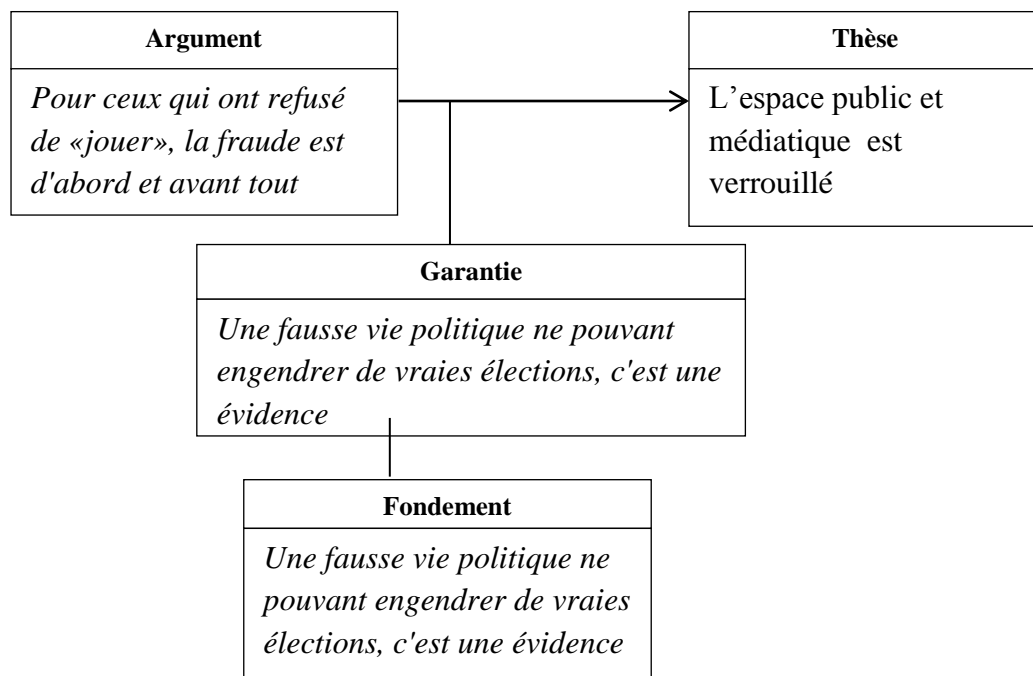 Argument
Pour ceux qui ont refusé
de «jouer», la fraude est
d'abord et avant tout
Thèse
L’espace public et
médiatique est
verrouillé
Garantie
Une fausse vie politique ne pouvant
engendrer de vraies élections, c'est une
évidence
Fondement
Une fausse vie politique ne
pouvant engendrer de vraies
élections, c'est une évidence